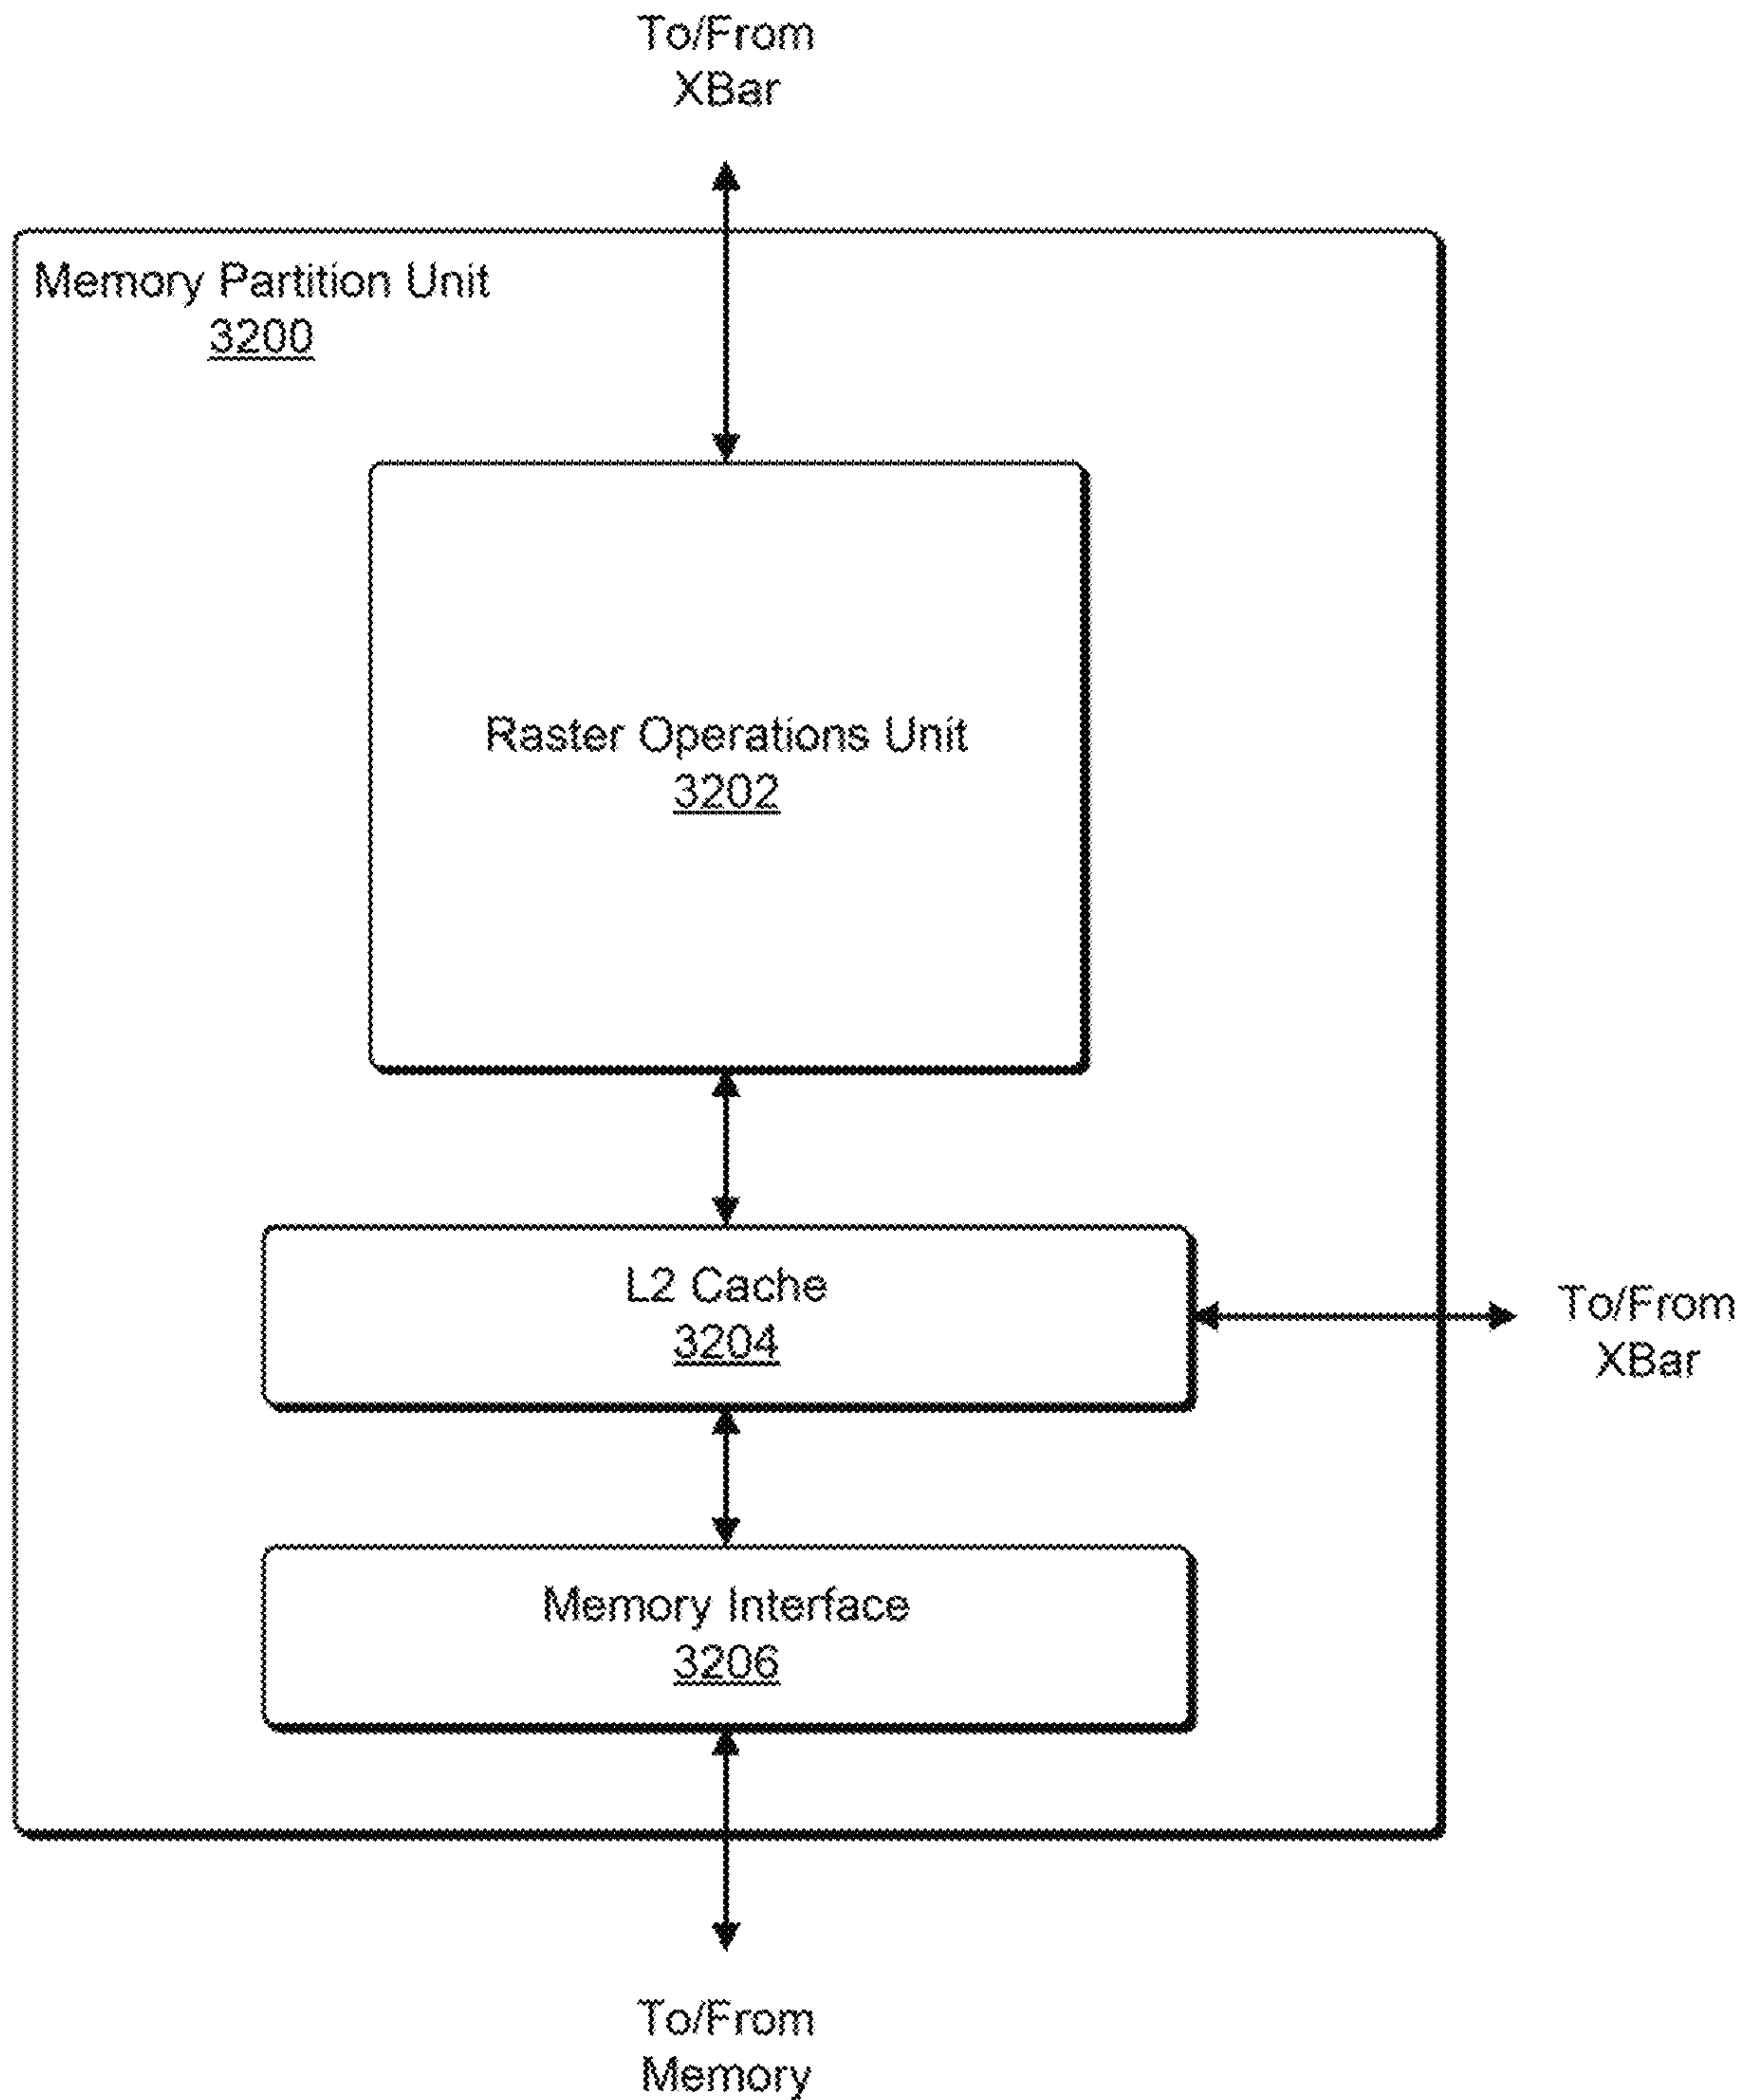 To/From
XBar
Memory Partition Unit
3200
Raster Operations Unit
3202
L2 Cache
3204
To/From
XBar
Memory Interface
3206
To/From
Memory